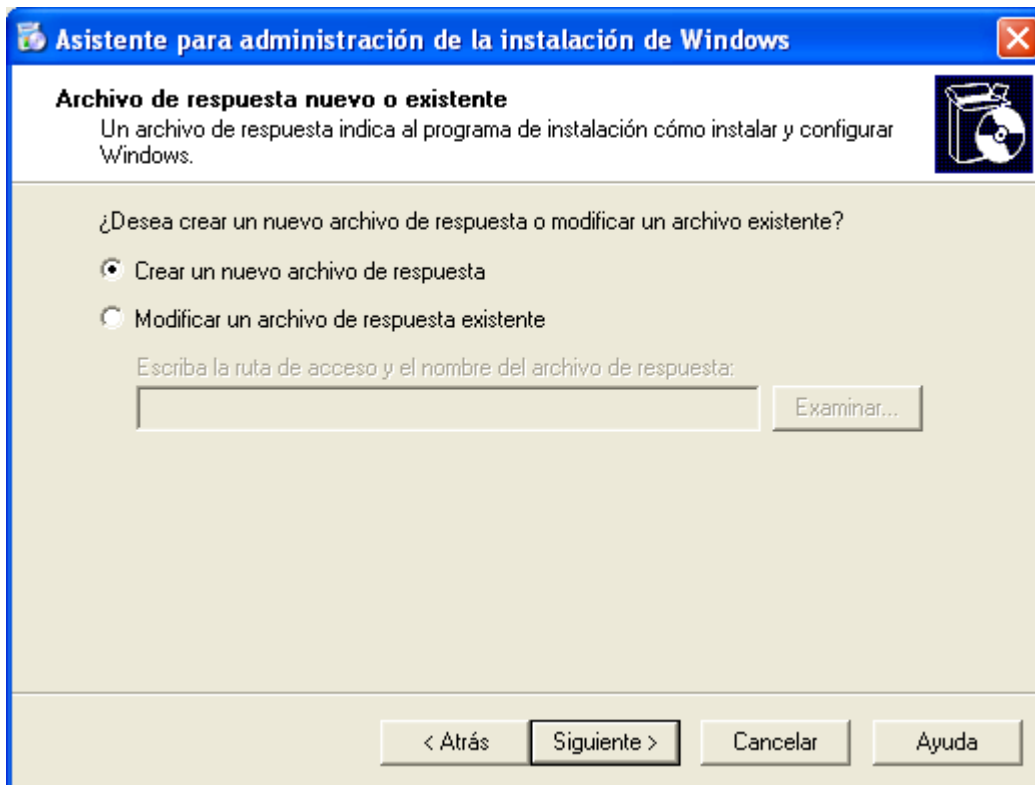 Asistente para administración de la instalación de Windows
Archivo de respuesta nuevo o existente
Un archivo de respuesta indica al programa de instalación cómo instalar y configurar
Windows.
¿Desea crear un nuevo archivo de respuesta o modificar un archivo existente?
Crear un nuevo archivo de respuesta
Modificar un archivo de respuesta existente
Escriba la ruta de acceso y el nombre del archivo de respuesta:
Examinar...
< Atrás Siguiente > Cancelar Ayuda